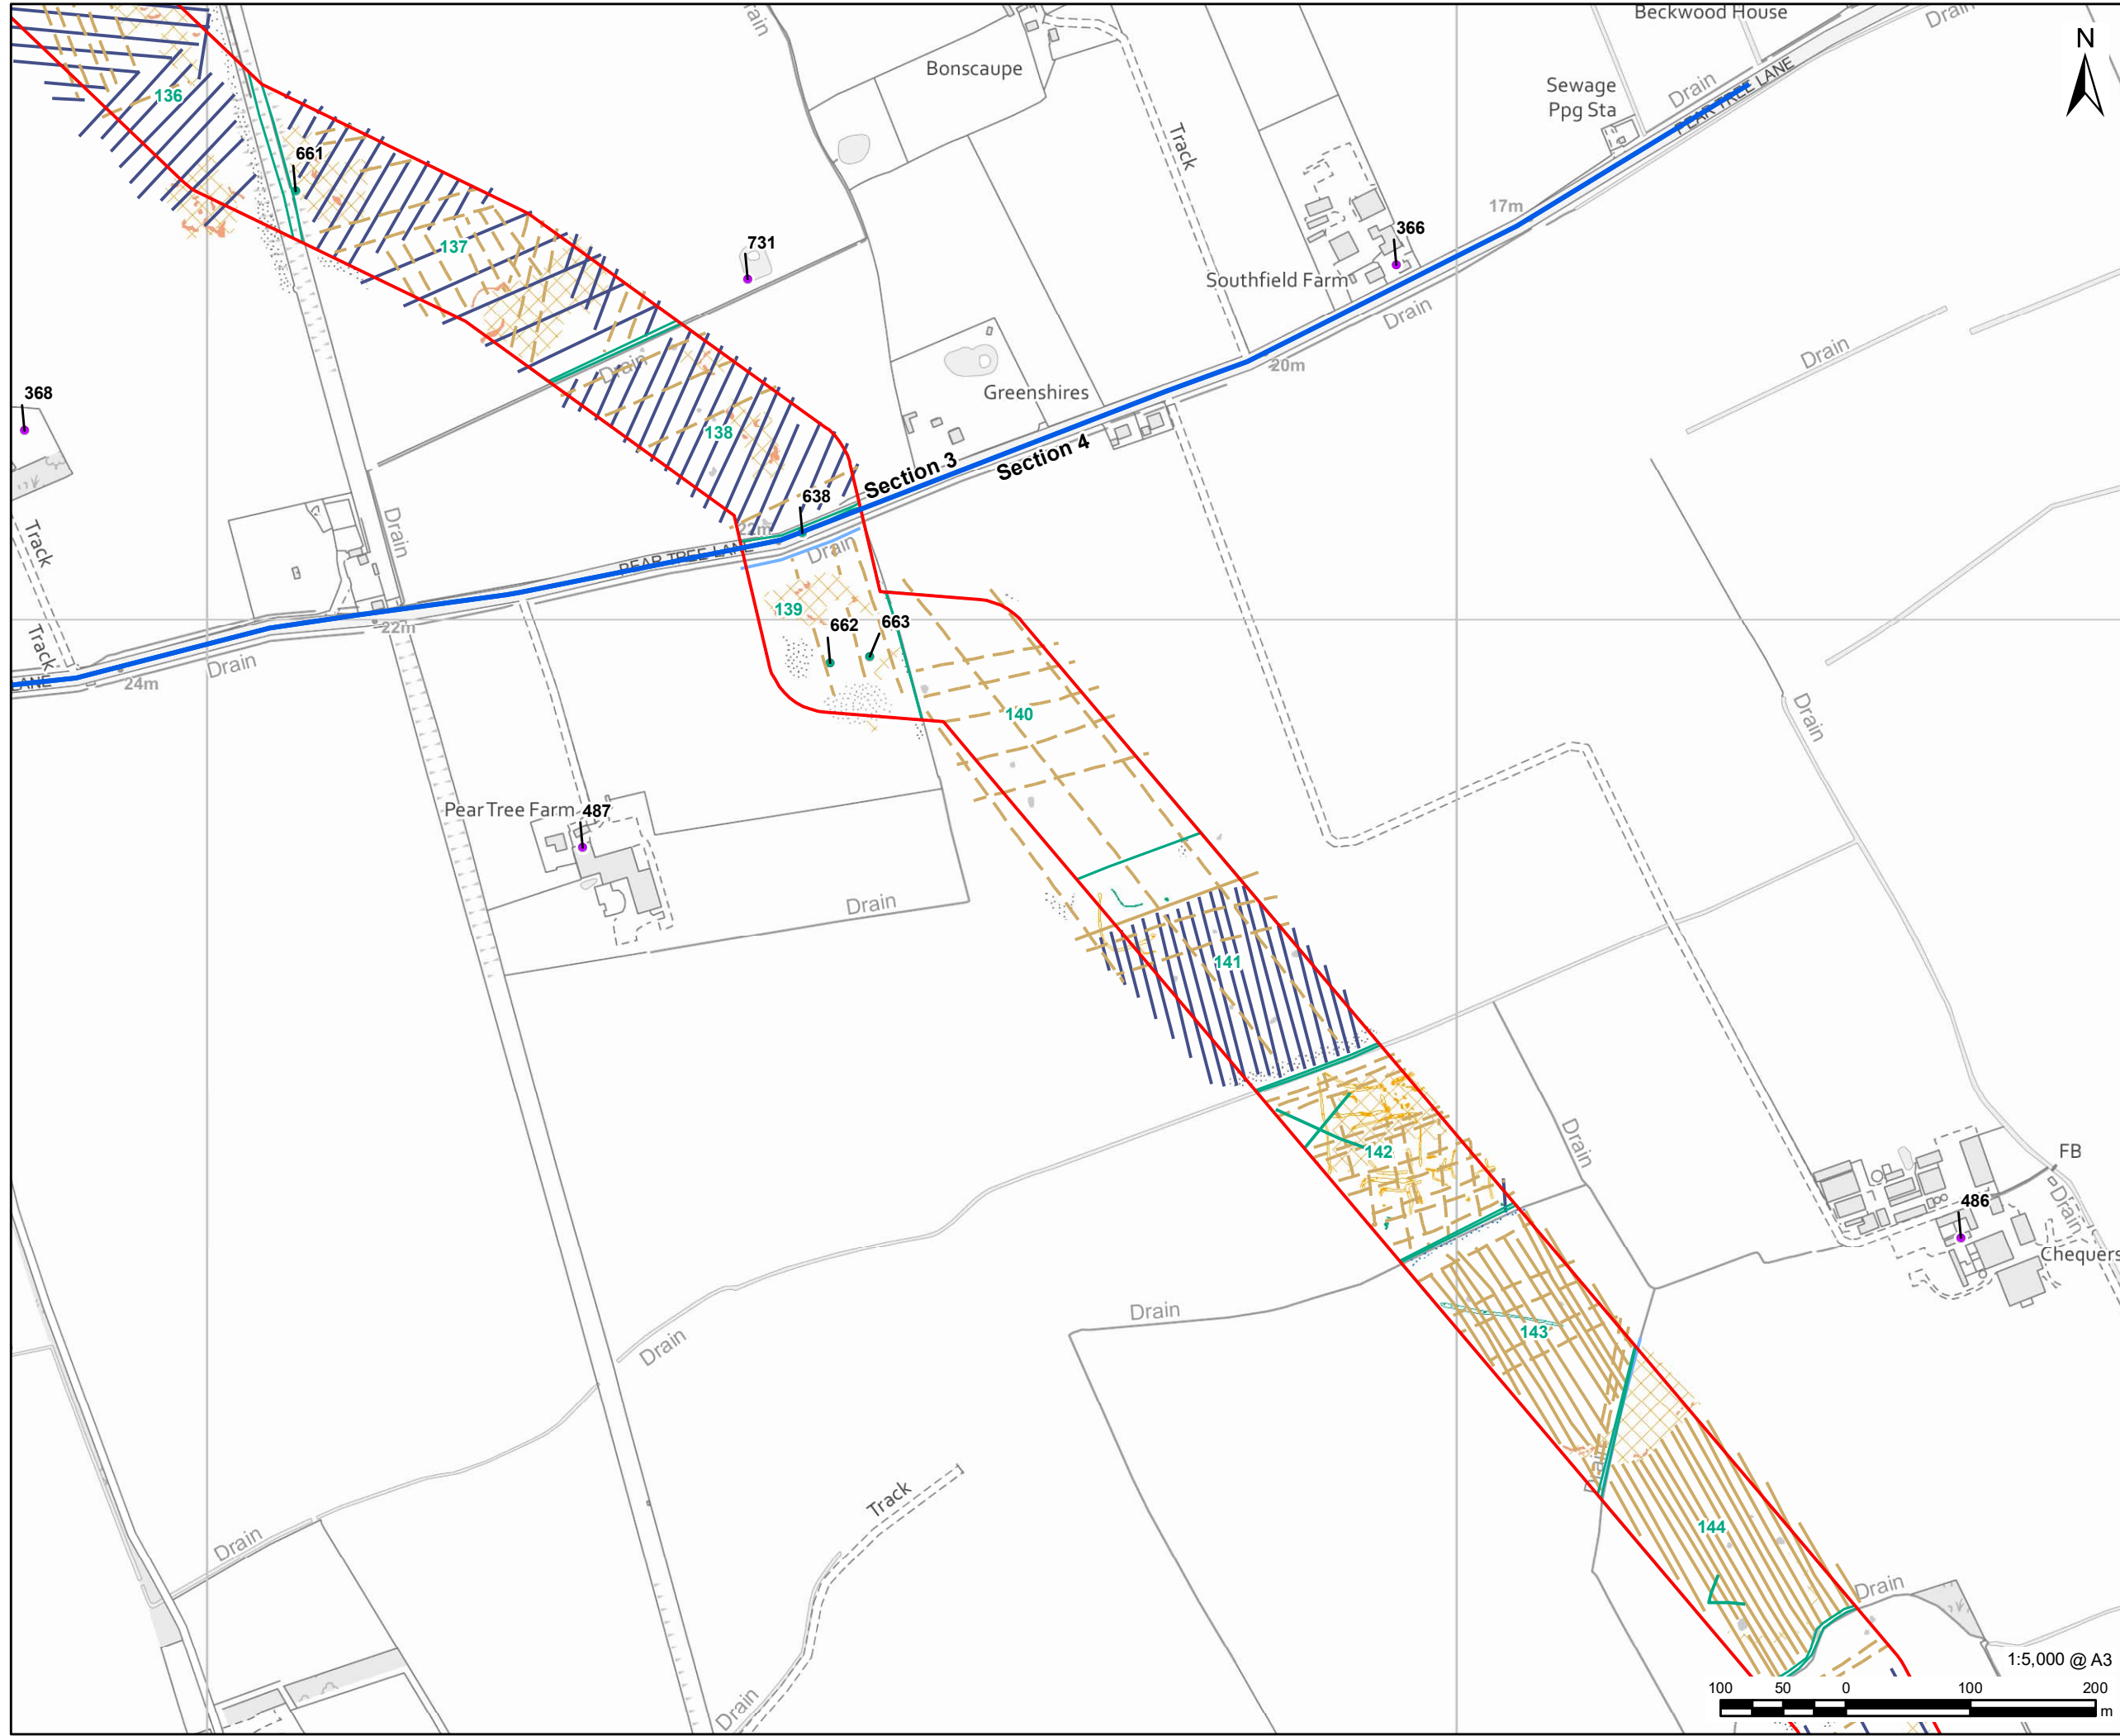 Beckwood House
Drain
N
Drain
Bonscaupe
Sewage
Ppg Sta
Drain
PEAR TREE LANE
136
Track
661
17m
137
731
366
Southfield Farm
Drain
20m
Drain
Drain
368
Greenshires
138
Section 3
Section 4
638
22m
Track
Drain
Drain
PEAR TREE LANE
139
662
663
22m
Track
Drain
LANE
24m
140
Drain
Pear Tree Farm
487
Drain
141
Drain
142
FB
486
Drain
Chequers
Drain
143
Drain
Drain
Track
144
Drain
Drain
Drain
1:5,000 @ A3
100 50 0 100 200
m